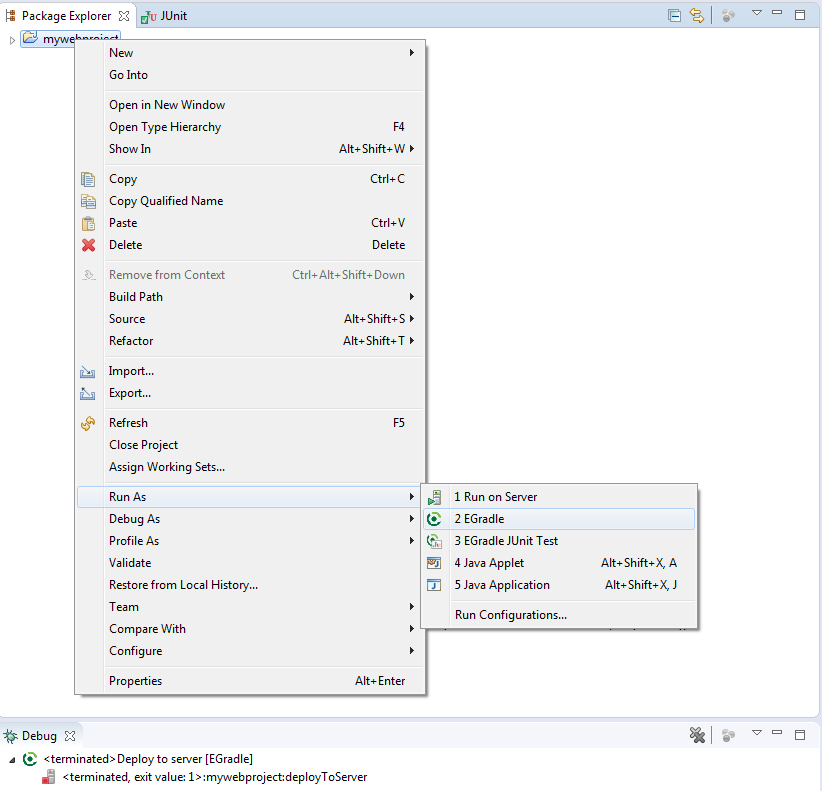 Package Explorer JUnit
mywebproject
New
Go Into
Open in New Window
Open Type Hierarchy F4
Show In Alt+Shift+W
Copy Ctrl+C
Copy Qualified Name
Paste Ctrl+V
Delete Delete
Remove from Context Ctrl+Alt+Shift+Down
Build Path
Source Alt+Shift+S
Refactor Alt+Shift+T
Import...
Export...
Refresh F5
Close Project
Assign Working Sets...
Run As
1 Run on Server
Debug As
2 EGradle
Profile As
3 EGradle JUnit Test
Validate
4 Java Applet Alt+Shift+X, A
Restore from Local History...
5 Java Application Alt+Shift+X, J
Team
Run Configurations...
Compare With
Configure
Properties Alt+Enter
Debug
<terminated>Deploy to server [EGradle]
<terminated, exit value: 1>:mywebproject:deployToServer